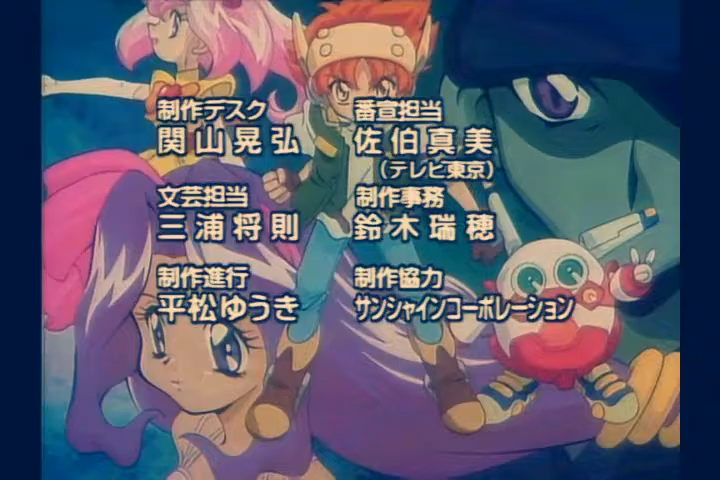 制作デスク
関山晃弘
文芸担当
三浦将則
制作進行
平松ゆうき
番宣担当
佐伯真美
（テレビ東京）
制作事務
鈴木瑞穂
制作協力
サンシャインコーポレーション